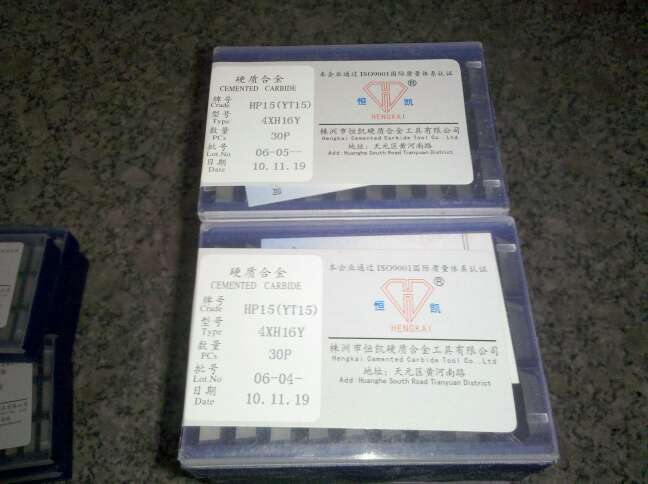 硬质合金
CEMENTED CARBIDE
牌号
Crude
HP15(YT15)
型号
Type
4XH16Y
数量
PCs
30P
批号
Lot.No
06-05--
日期
Date
10.11.19
本企业通过ISO9001国际质量体系认证
恒 凯
®
HENGKAI
株洲市恒凯硬质合金工具有限公司
Hengkai Cemented Carbide Tool Co.,Ltd.
地址:天元区黄河南路
Add:Huanghe South Road Tianyuan District
硬质合金
CEMENTED CARBIDE
牌号
Crude
HP15(YT15)
型号
Type
4XH16Y
数量
PCs
30P
批号
Lot.No
06-04-
日期
Date
10.11.19
本企业通过ISO9001国际质量体系认证
恒 凯
®
HENGKAI
株洲市恒凯硬质合金工具有限公司
Hengkai Cemented Carbide Tool Co.,Ltd.
地址:天元区黄河南路
Add:Huanghe South Road Tianyuan District